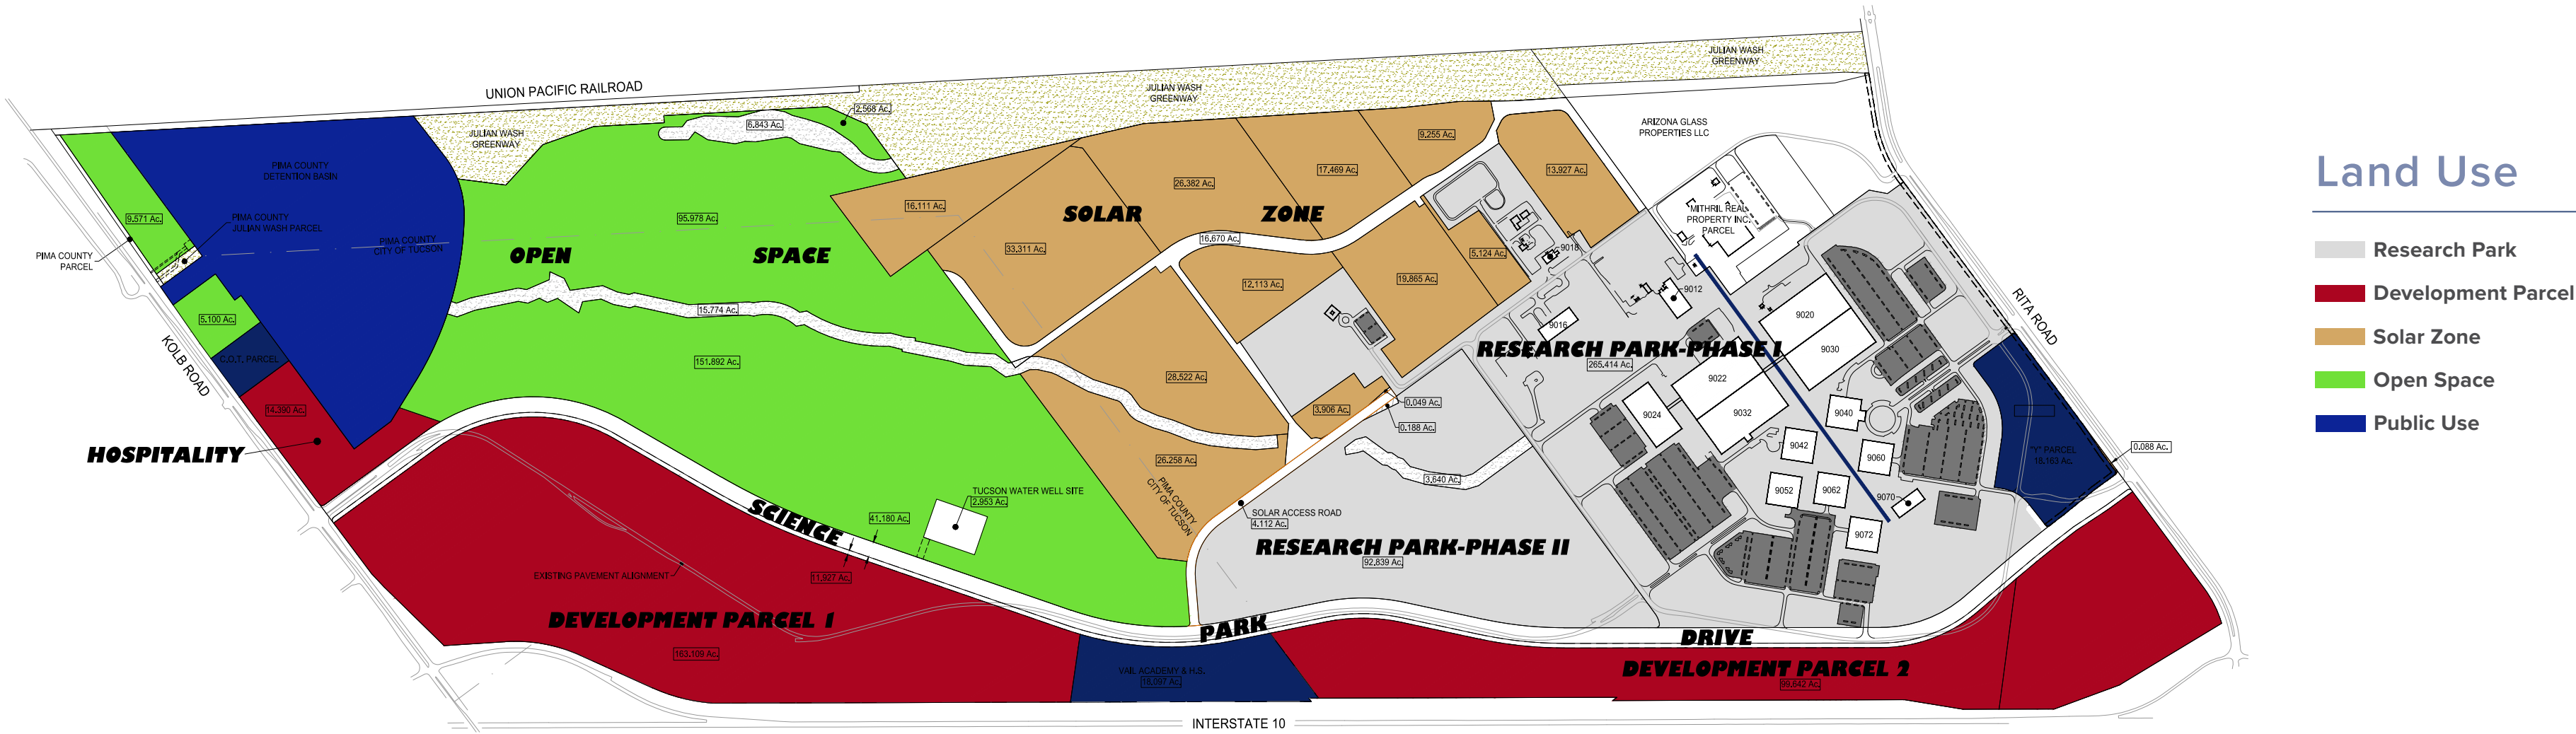 UNION PACIFIC RAILROAD
JULIAN WASH
GREENWAY
JULIAN WASH
GREENWAY
JULIAN WASH
GREENWAY
2.568 Ac.
6.843 Ac.
PIMA COUNTY
DETENTION BASIN
9.571 Ac.
PIMA COUNTY
JULIAN WASH PARCEL
PIMA COUNTY
CITY OF TUCSON
PIMA COUNTY
PARCEL
5.100 Ac.
C.O.T. PARCEL
KOLB ROAD
14.390 Ac.
HOSPITALITY
95.978 Ac.
OPEN SPACE
15.774 Ac.
151.892 Ac.
16.111 Ac.
33.311 Ac.
SOLAR ZONE
26.382 Ac.
17.469 Ac.
9.255 Ac.
13.927 Ac.
16.670 Ac.
12.113 Ac.
19.865 Ac.
5.124 Ac.
28.522 Ac.
3.906 Ac.
0.049 Ac.
0.188 Ac.
26.258 Ac.
PIMA COUNTY
CITY OF TUCSON
3.640 Ac.
SOLAR ACCESS ROAD
4.112 Ac.
TUCSON WATER WELL SITE
2.953 Ac.
41.180 Ac.
11.927 Ac.
SCIENCE PARK DRIVE
EXISTING PAVEMENT ALIGNMENT
DEVELOPMENT PARCEL 1
163.109 Ac.
VAIL ACADEMY & H.S.
18.097 Ac.
RESEARCH PARK-PHASE II
92.839 Ac.
RESEARCH PARK-PHASE I
265.414 Ac.
ARIZONA GLASS
PROPERTIES LLC
MITHRIL REAL
PROPERTY INC.
PARCEL
9018
9012
9016
9020
9030
9022
9032
9024
9040
9042
9060
9052
9062
9070
9072
RITA ROAD
"Y" PARCEL
18.163 Ac.
0.088 Ac.
DEVELOPMENT PARCEL 2
99.642 Ac.
INTERSTATE 10
Land Use
Research Park
Development Parcel
Solar Zone
Open Space
Public Use